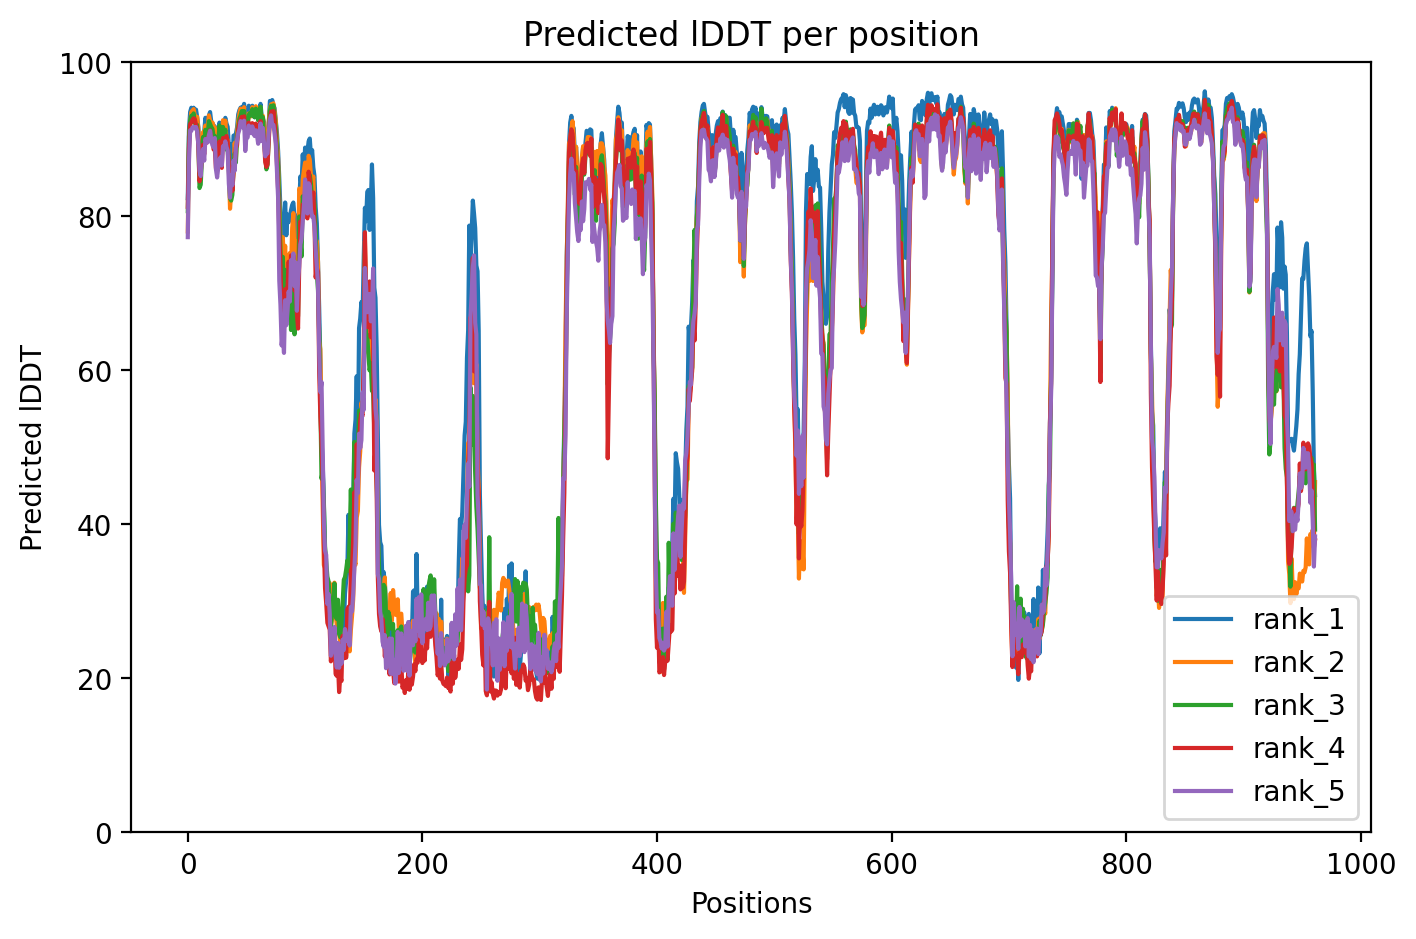 Predicted lDDT per position
100
80
60
40
20
0
Predicted lDDT
0 200 400 600 800 1000
Positions
rank_1
rank_2
rank_3
rank_4
rank_5